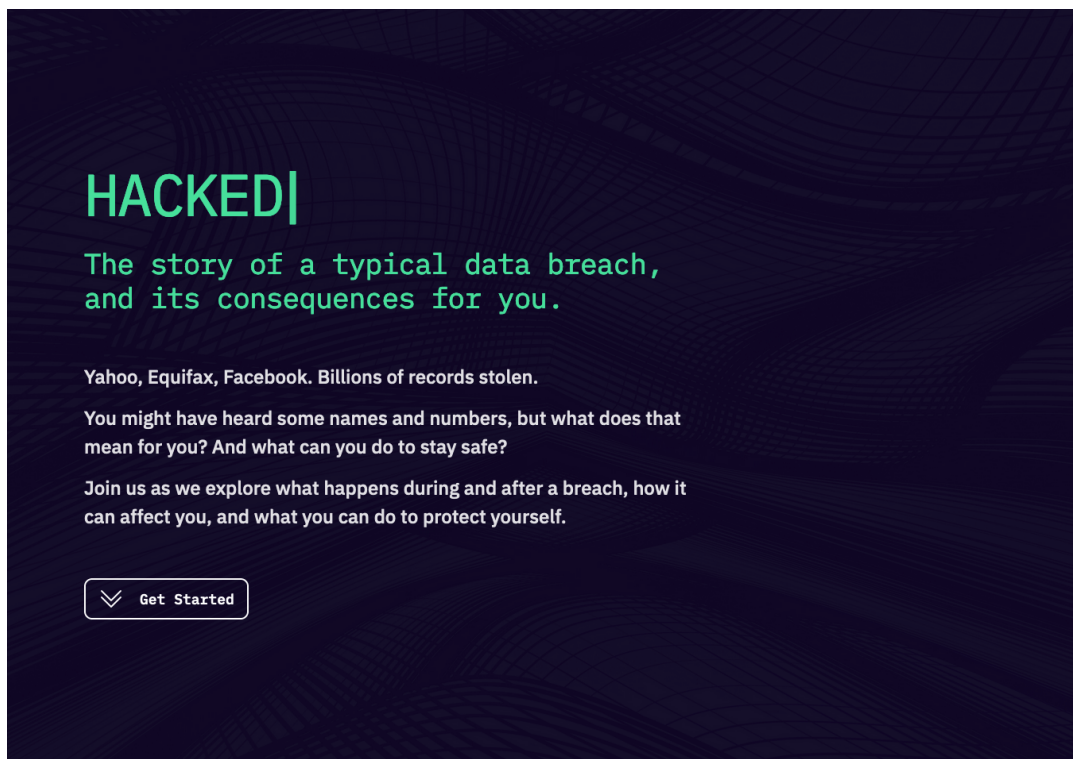 HACKED|
The story of a typical data breach,
and its consequences for you.
Yahoo, Equifax, Facebook. Billions of records stolen.
You might have heard some names and numbers, but what does that
mean for you? And what can you do to stay safe?
Join us as we explore what happens during and after a breach, how it
can affect you, and what you can do to protect yourself.
Get Started